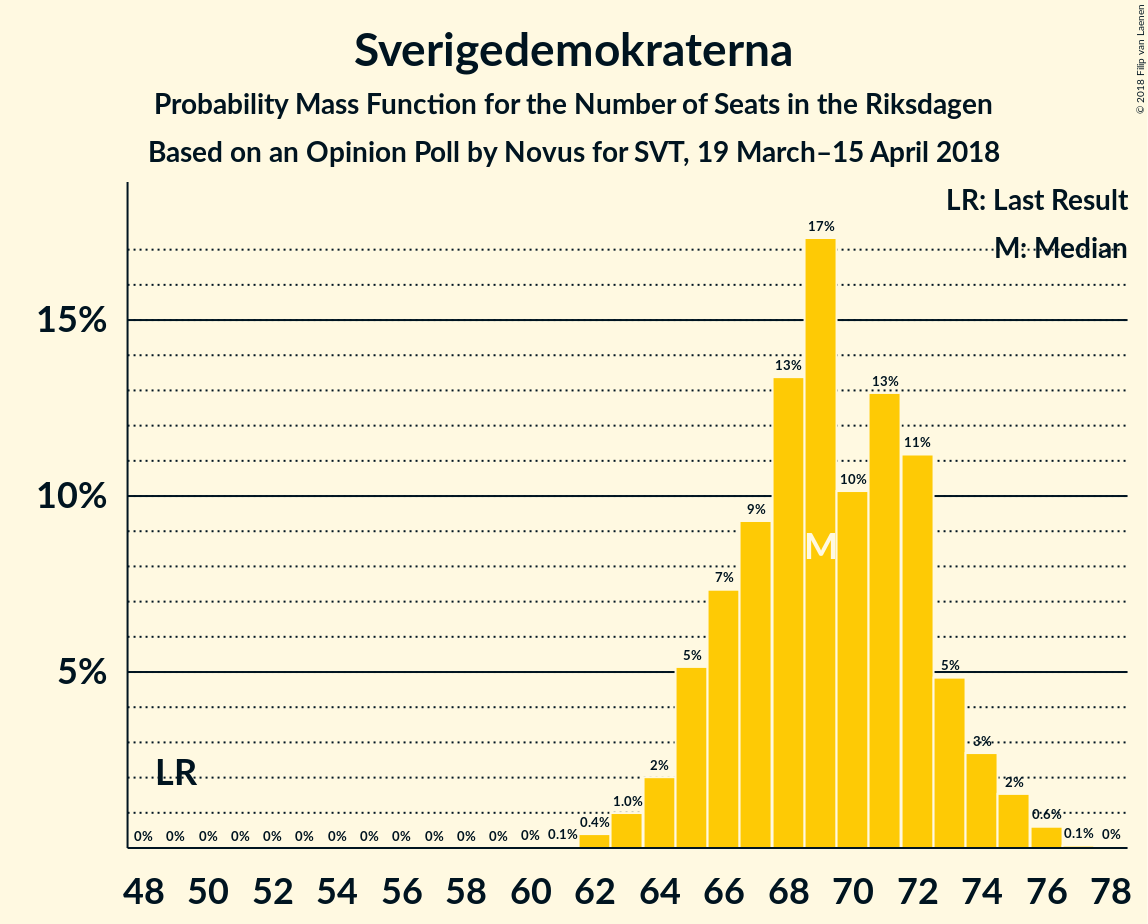 Sverigedemokraterna
Probability Mass Function for the Number of Seats in the Riksdagen
Based on an Opinion Poll by Novus for SVT, 19 March–15 April 2018
© 2018 Filip van Laenen
LR: Last Result
M: Median
15%
10%
5%
LR
M
0% 0% 0% 0% 0% 0% 0% 0% 0% 0% 0% 0% 0% 0.1% 0.4% 1.0% 2% 5% 7% 9% 13% 17% 10% 13% 11% 5% 3% 2% 0.6% 0.1% 0%
48 50 52 54 56 58 60 62 64 66 68 70 72 74 76 78